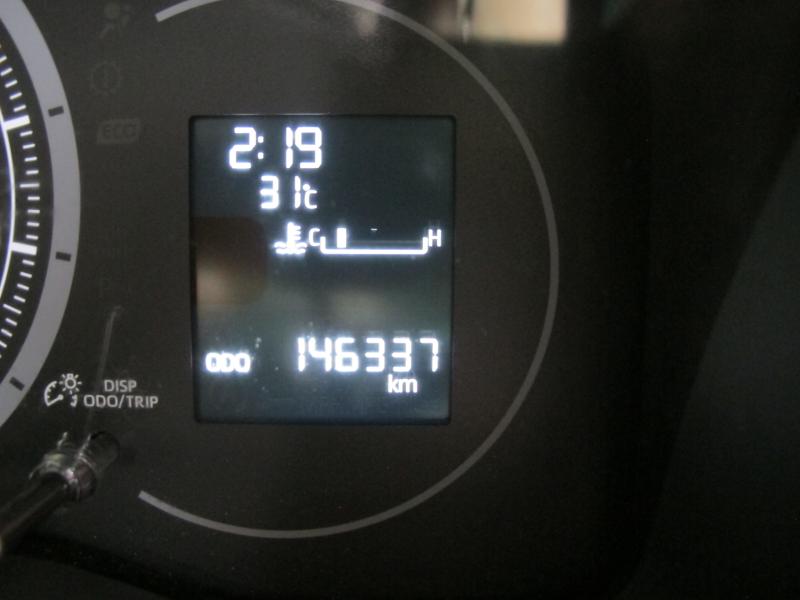 ECO
2:19
31°C
C H
ODO 146337
km
DISP
ODO/TRIP